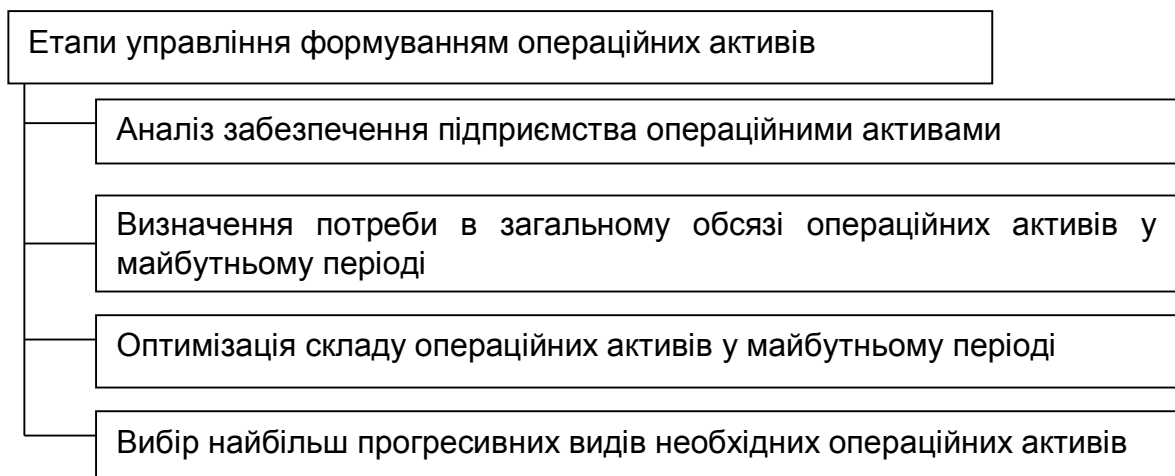 Етапи управління формуванням операційних активів
Аналіз забезпечення підприємства операційними активами
Визначення потреби в загальному обсязі операційних активів у
майбутньому періоді
Оптимізація складу операційних активів у майбутньому періоді
Вибір найбільш прогресивних видів необхідних операційних активів